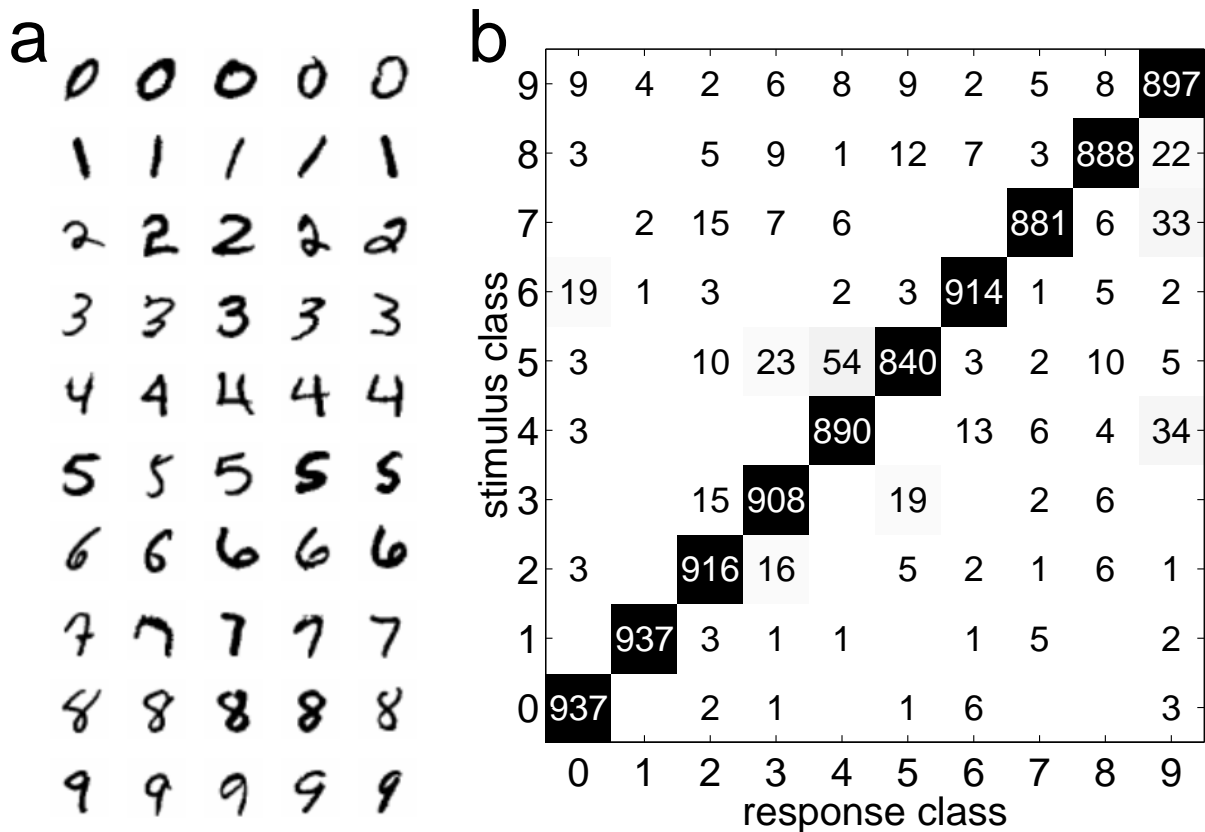 a
0 0 0 0 0
1 1 1 1 1
2 2 2 2 2
3 3 3 3 3
4 4 4 4 4
5 5 5 5 5
6 6 6 6 6
7 7 7 7 7
8 8 8 8 8
9 9 9 9 9
b
stimulus class
9 9 4 2 6 8 9 2 5 8 897
8 3 5 9 1 12 7 3 888 22
7 2 15 7 6 881 6 33
6 19 1 3 2 3 914 1 5 2
5 3 10 23 54 840 3 2 10 5
4 3 890 13 6 4 34
3 15 908 19 2 6
2 3 916 16 5 2 1 6 1
1 937 3 1 1 1 5 2
0 937 2 1 1 6 3
0 1 2 3 4 5 6 7 8 9
response class